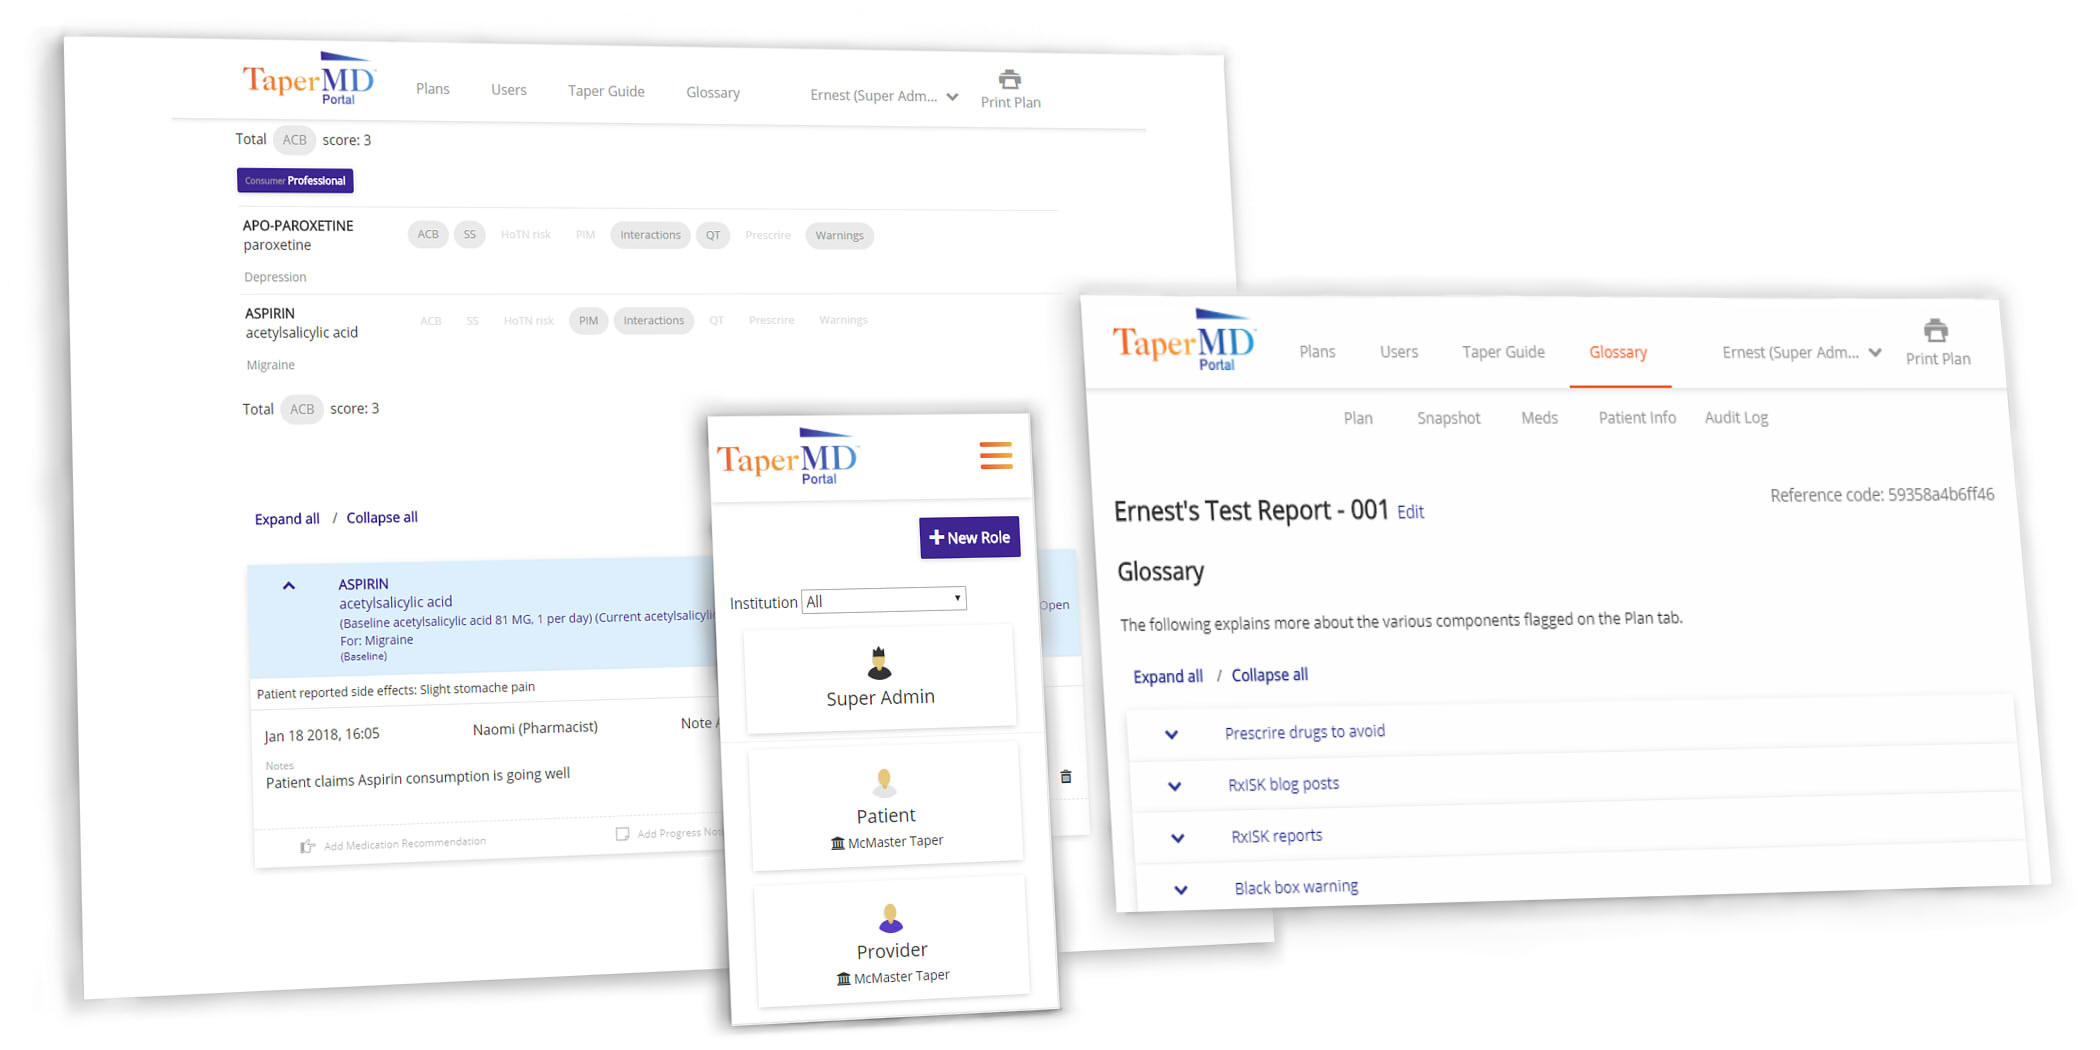 TaperMD
Portal
Plans Users Taper Guide Glossary Ernest (Super Adm... Print Plan
Total ACB score: 3
Consumer Professional
APO-PAROXETINE ACB SS HoTN risk PIM Interactions QT Prescrire Warnings
paroxetine
Depression
ASPIRIN ACB SS HoTN risk PIM Interactions QT Prescrire Warnings
acetylsalicylic acid
Migraine
Total ACB score: 3
Expand all / Collapse all
ASPIRIN
acetylsalicylic acid
(Baseline acetylsalicylic acid 81 MG, 1 per day) (Current acetylsalicylic
For: Migraine
(Baseline)
Open
Patient reported side effects: Slight stomache pain
Jan 18 2018, 16:05 Naomi (Pharmacist) Note
Notes
Patient claims Aspirin consumption is going well
Add Medication Recommendation Add Progress Note
TaperMD
Portal
+ New Role
Institution All
Super Admin
Patient
McMaster Taper
Provider
McMaster Taper
TaperMD
Portal
Plans Users Taper Guide Glossary Ernest (Super Adm... Print Plan
Plan Snapshot Meds Patient Info Audit Log
Reference code: 59358a4b6ff46
Ernest's Test Report - 001 Edit
Glossary
The following explains more about the various components flagged on the Plan tab.
Expand all / Collapse all
Prescrire drugs to avoid
RxISK blog posts
RxISK reports
Black box warning